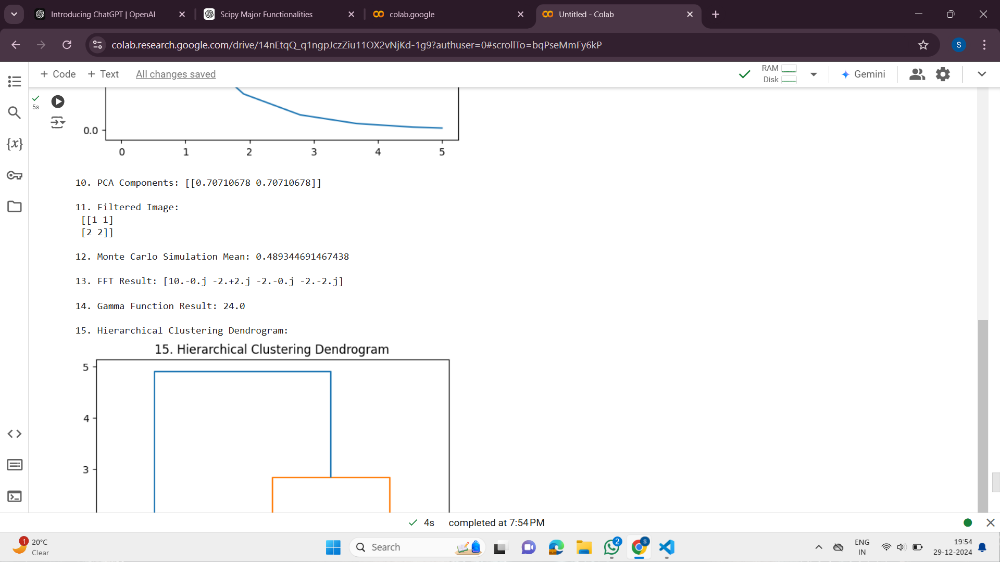 Introducing ChatGPT | OpenAI
Scipy Major Functionalities
colab.google
Untitled - Colab
colab.research.google.com/drive/14nEtqQ_q1ngpJczZiu11OX2vNjKd-1g9?authuser=0#scrollTo=bqPseMmFy6kP
S
+ Code + Text All changes saved
RAM
Disk
Gemini
5s
{x}
0.0
0 1 2 3 4 5
10. PCA Components: [[0.70710678 0.70710678]]
11. Filtered Image:
[[1 1]
[2 2]]
12. Monte Carlo Simulation Mean: 0.489344691467438
13. FFT Result: [10.-0.j -2.+2.j -2.-0.j -2.-2.j]
14. Gamma Function Result: 24.0
15. Hierarchical Clustering Dendrogram:
15. Hierarchical Clustering Dendrogram
5
4
3
4s completed at 7:54 PM
1
20°C
Clear
Search
2
S
ENG
IN
19:54
29-12-2024